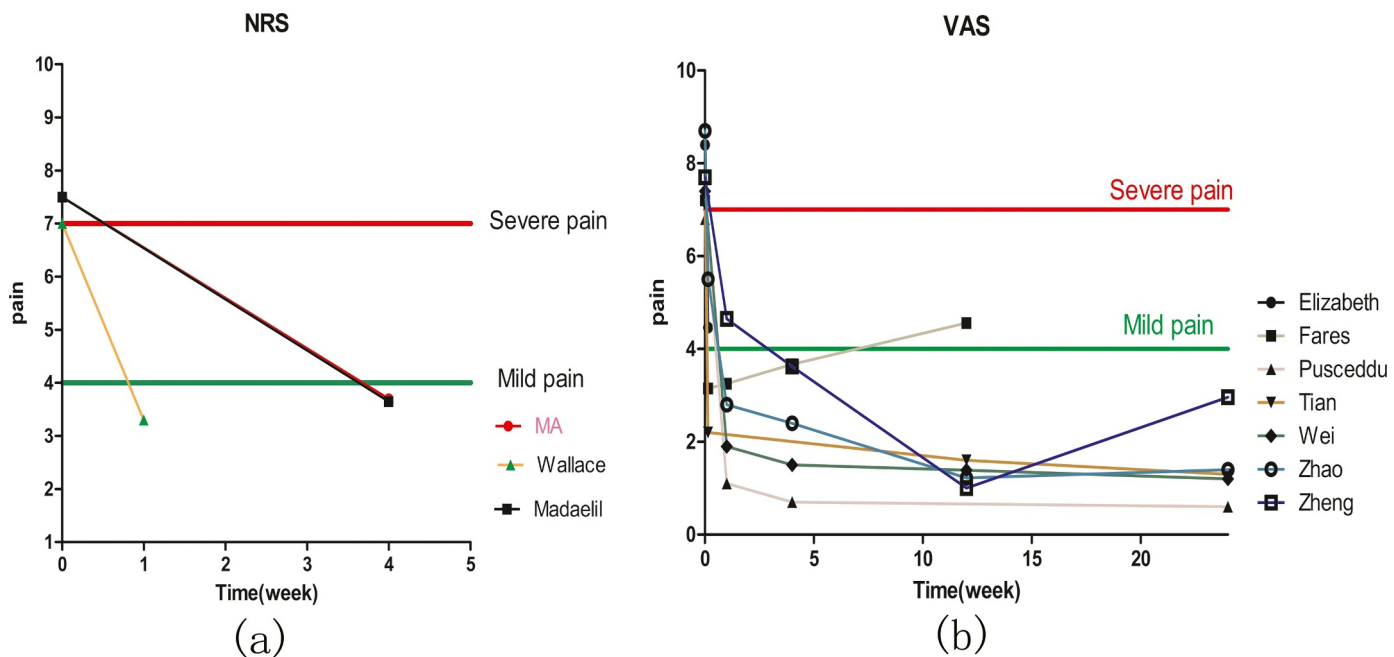 NRS
10
9
8
7
6
5
4
3
2
1
pain
0
1
2
3
4
5
Time(week)
Severe pain
Mild pain
MA
Wallace
Madaelil
(a)
VAS
10
8
6
4
2
0
pain
0
5
10
15
20
Time(week)
Severe pain
Mild pain
Elizabeth
Fares
Pusceddu
Tian
Wei
Zhao
Zheng
(b)